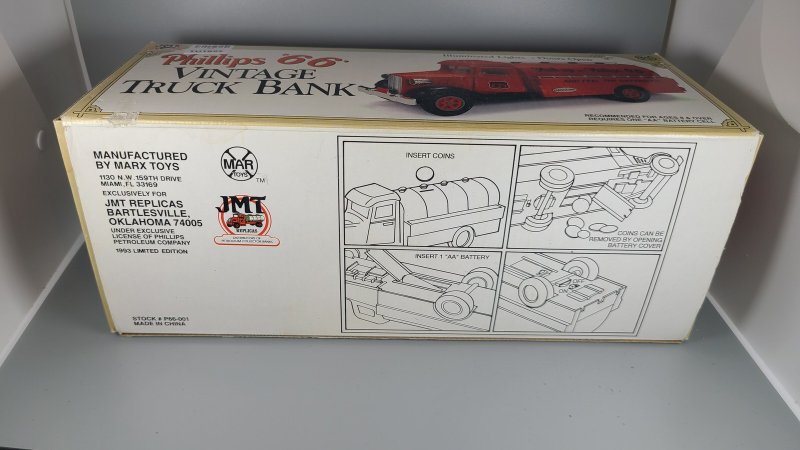 Phillips "66"
VINTAGE
TRUCK BANK
RECOMMENDED FOR AGES 8 & OVER
REQUIRES ONE "AA" BATTERY CELL
MANUFACTURED
BY MARX TOYS
1130 N.W. 159TH DRIVE
MIAMI, FL 33169
EXCLUSIVELY FOR
JMT REPLICAS
BARTLESVILLE,
OKLAHOMA 74005
UNDER EXCLUSIVE
LICENSE OF PHILLIPS
PETROLEUM COMPANY
1993 LIMITED EDITION
STOCK # P66-001
MADE IN CHINA
MAR
TOYS
TM
JMT
REPLICAS
INSERT COINS
COINS CAN BE
REMOVED BY OPENING
BATTERY COVER
INSERT 1 "AA" BATTERY
OFF
ON